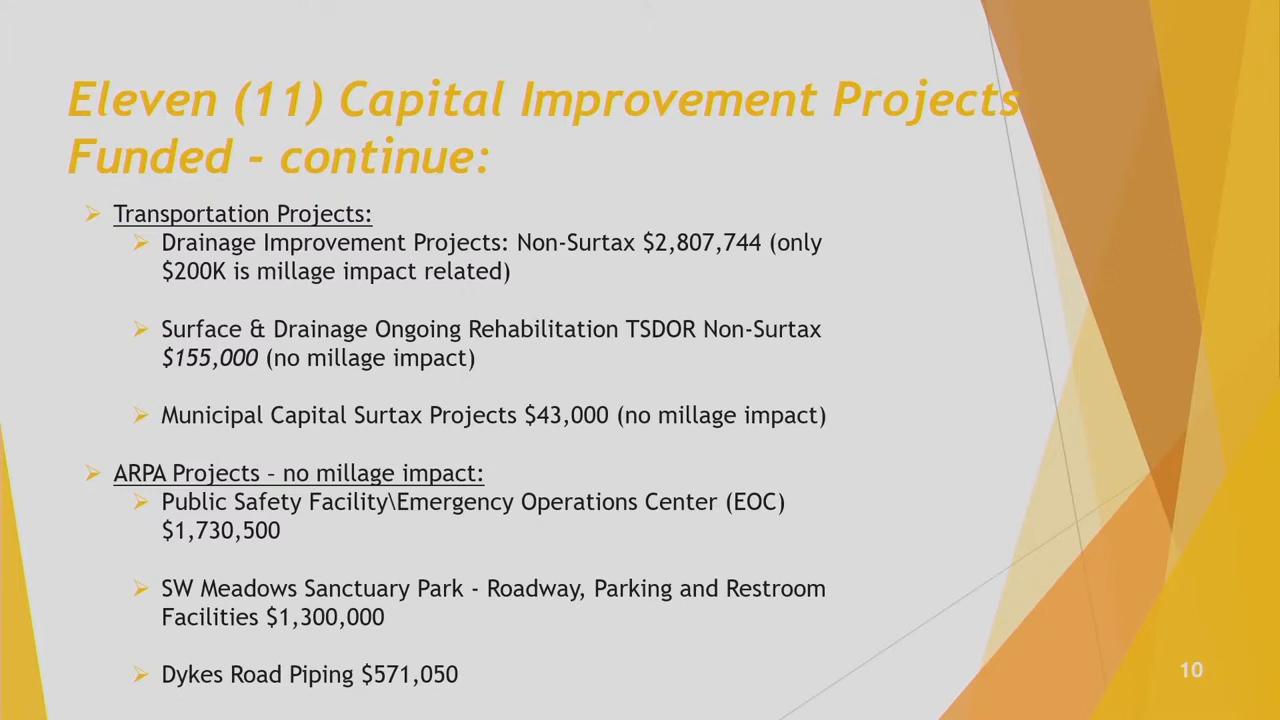 Eleven (11) Capital Improvement Projects
Funded - continue:
Transportation Projects:
Drainage Improvement Projects: Non-Surtax $2,807,744 (only
$200K is millage impact related)
Surface & Drainage Ongoing Rehabilitation TSDOR Non-Surtax
$155,000 (no millage impact)
Municipal Capital Surtax Projects $43,000 (no millage impact)
ARPA Projects – no millage impact:
Public Safety Facility\Emergency Operations Center (EOC)
$1,730,500
SW Meadows Sanctuary Park - Roadway, Parking and Restroom
Facilities $1,300,000
Dykes Road Piping $571,050
10